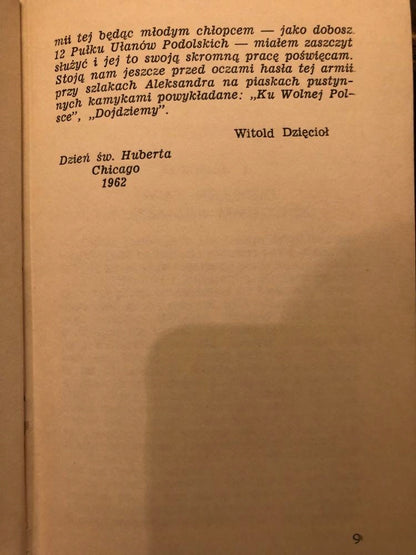 mii tej będąc młodym chłopcem — jako dobosz
12 Pułku Ułanów Podolskich — miałem zaszczyt
służyć i jej to swoją skromną pracę poświęcam.
Stoją nam jeszcze przed oczami hasła tej armii
przy szlakach Aleksandra na piaskach pustyn-
nych kamykami powykładane: „Ku Wolnej Pol-
sce", „Dojdziemy".
Witold Dzięcioł
Dzień św. Huberta
Chicago
1962
9